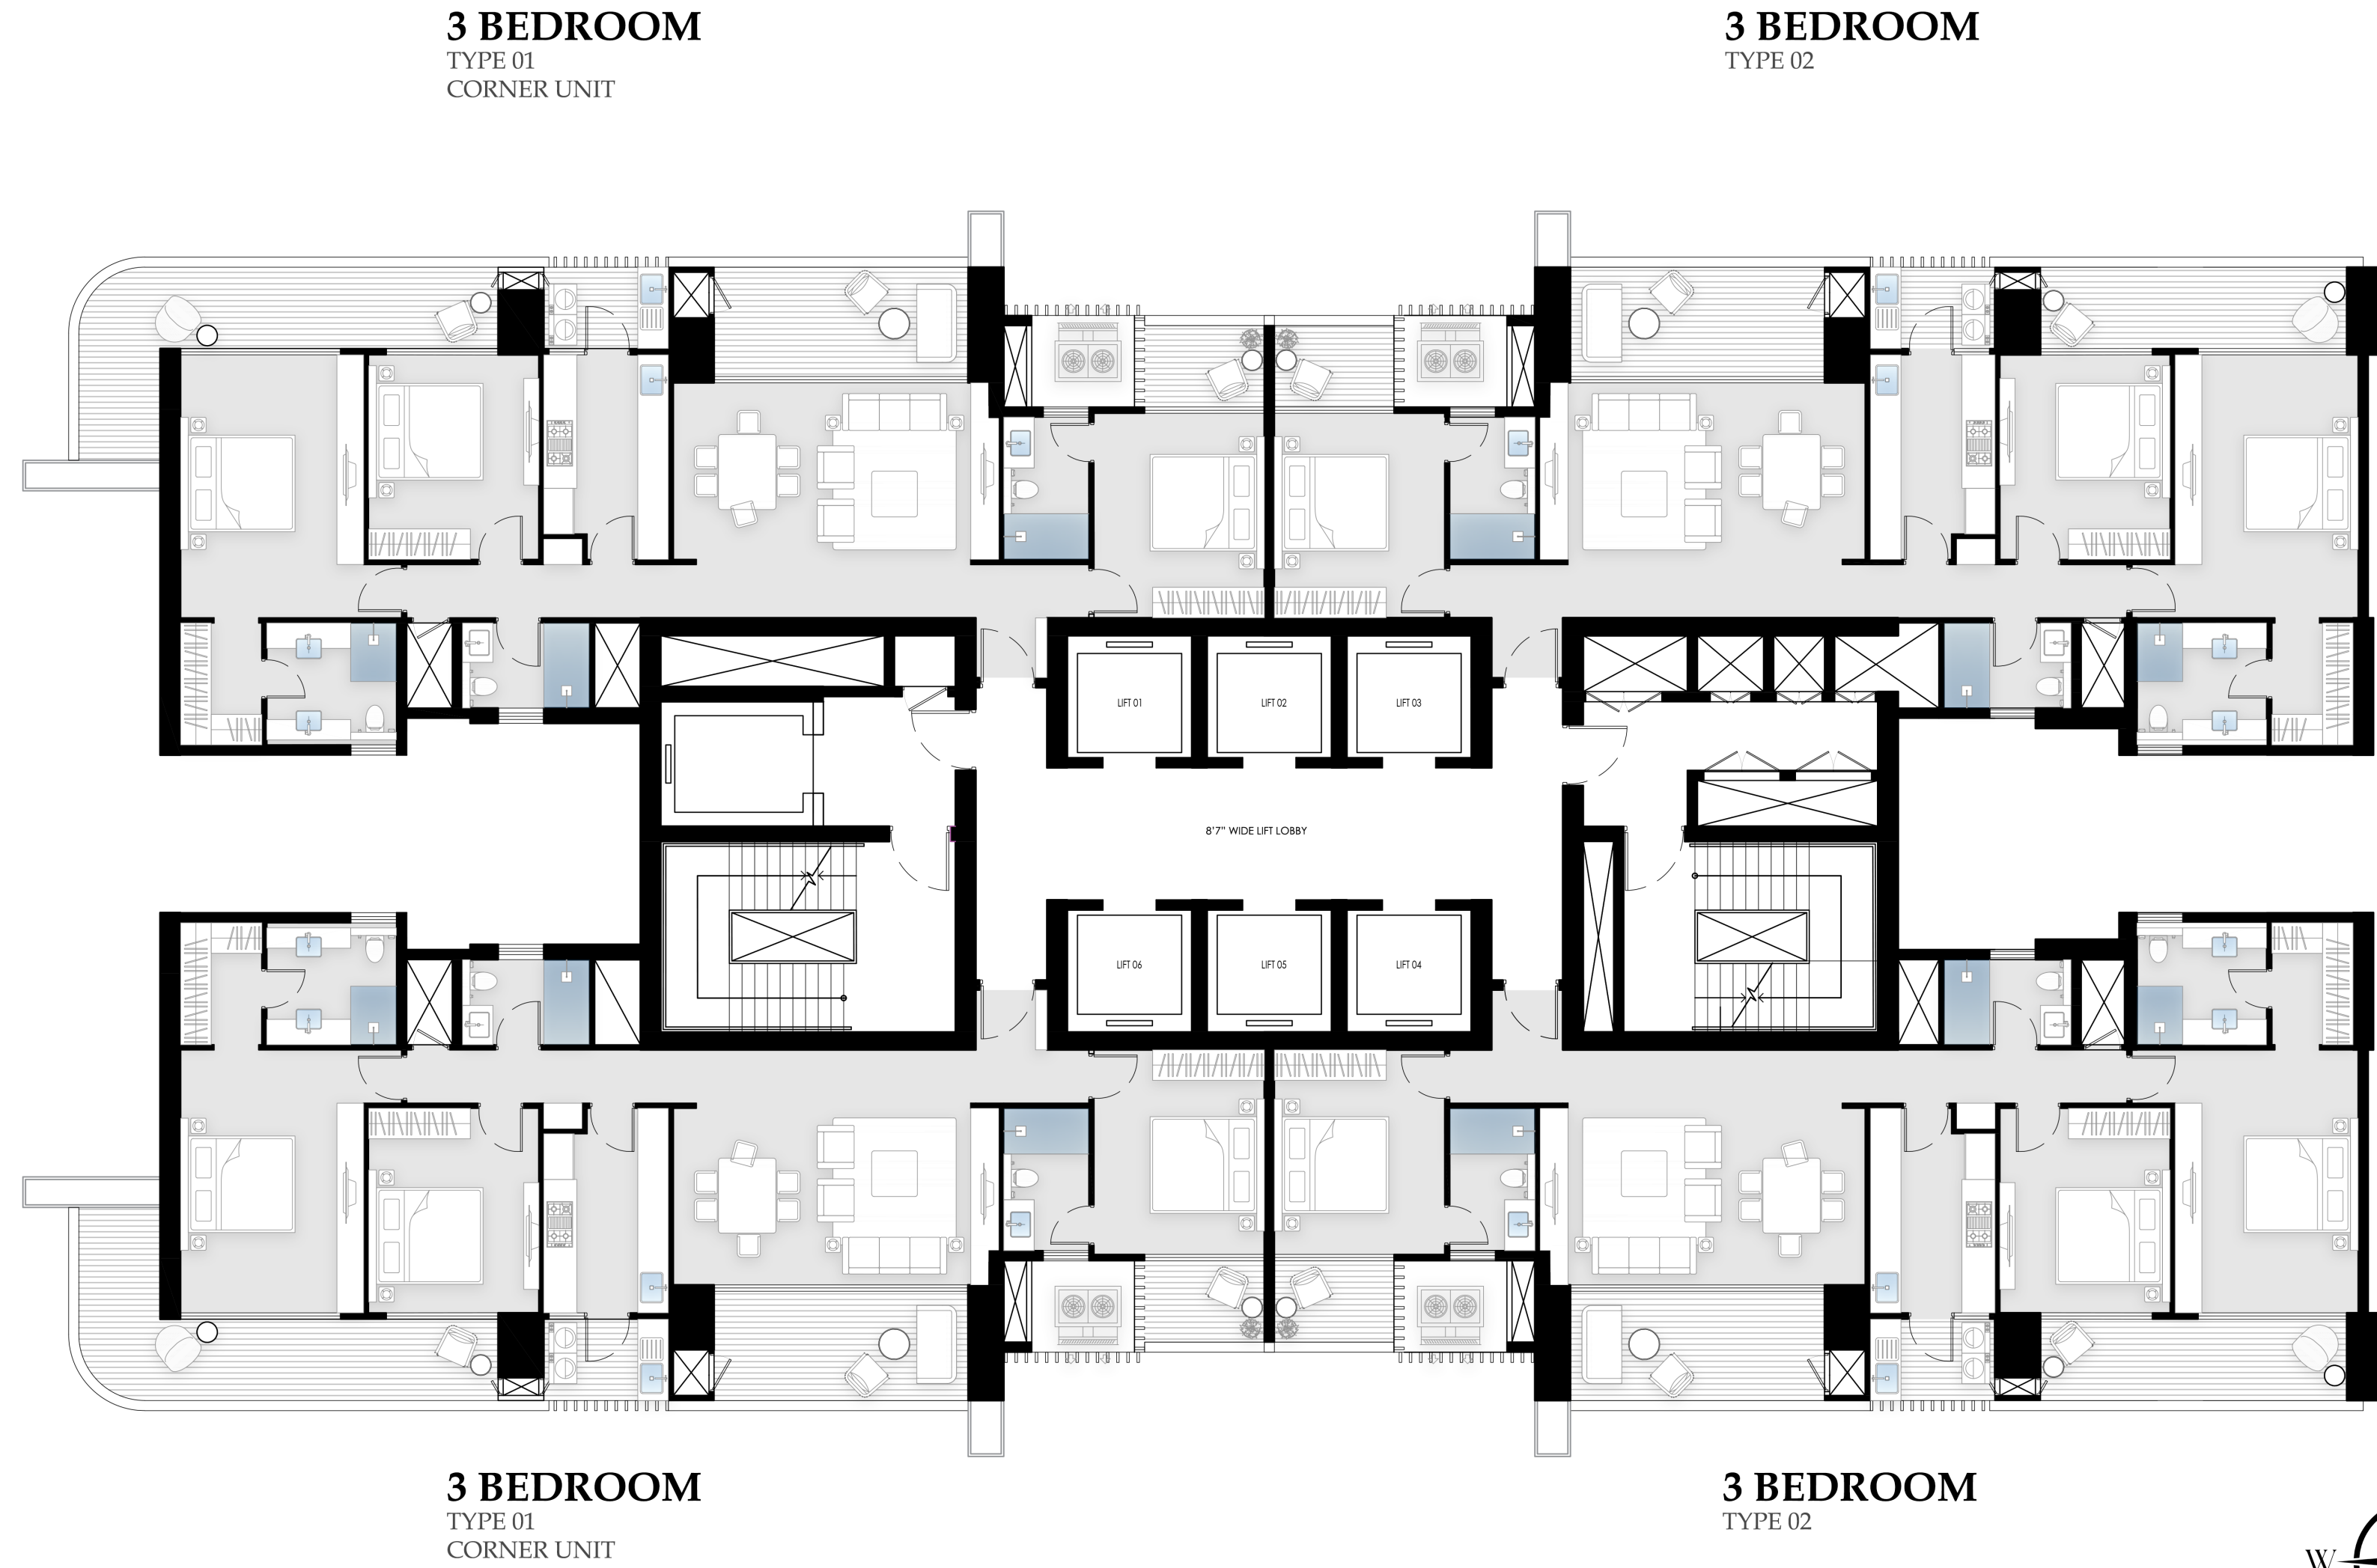 3 BEDROOM
TYPE 01
CORNER UNIT
3 BEDROOM
TYPE 02
LIFT 01
LIFT 02
LIFT 03
8'7" WIDE LIFT LOBBY
LIFT 06
LIFT 05
LIFT 04
3 BEDROOM
TYPE 01
CORNER UNIT
3 BEDROOM
TYPE 02
W